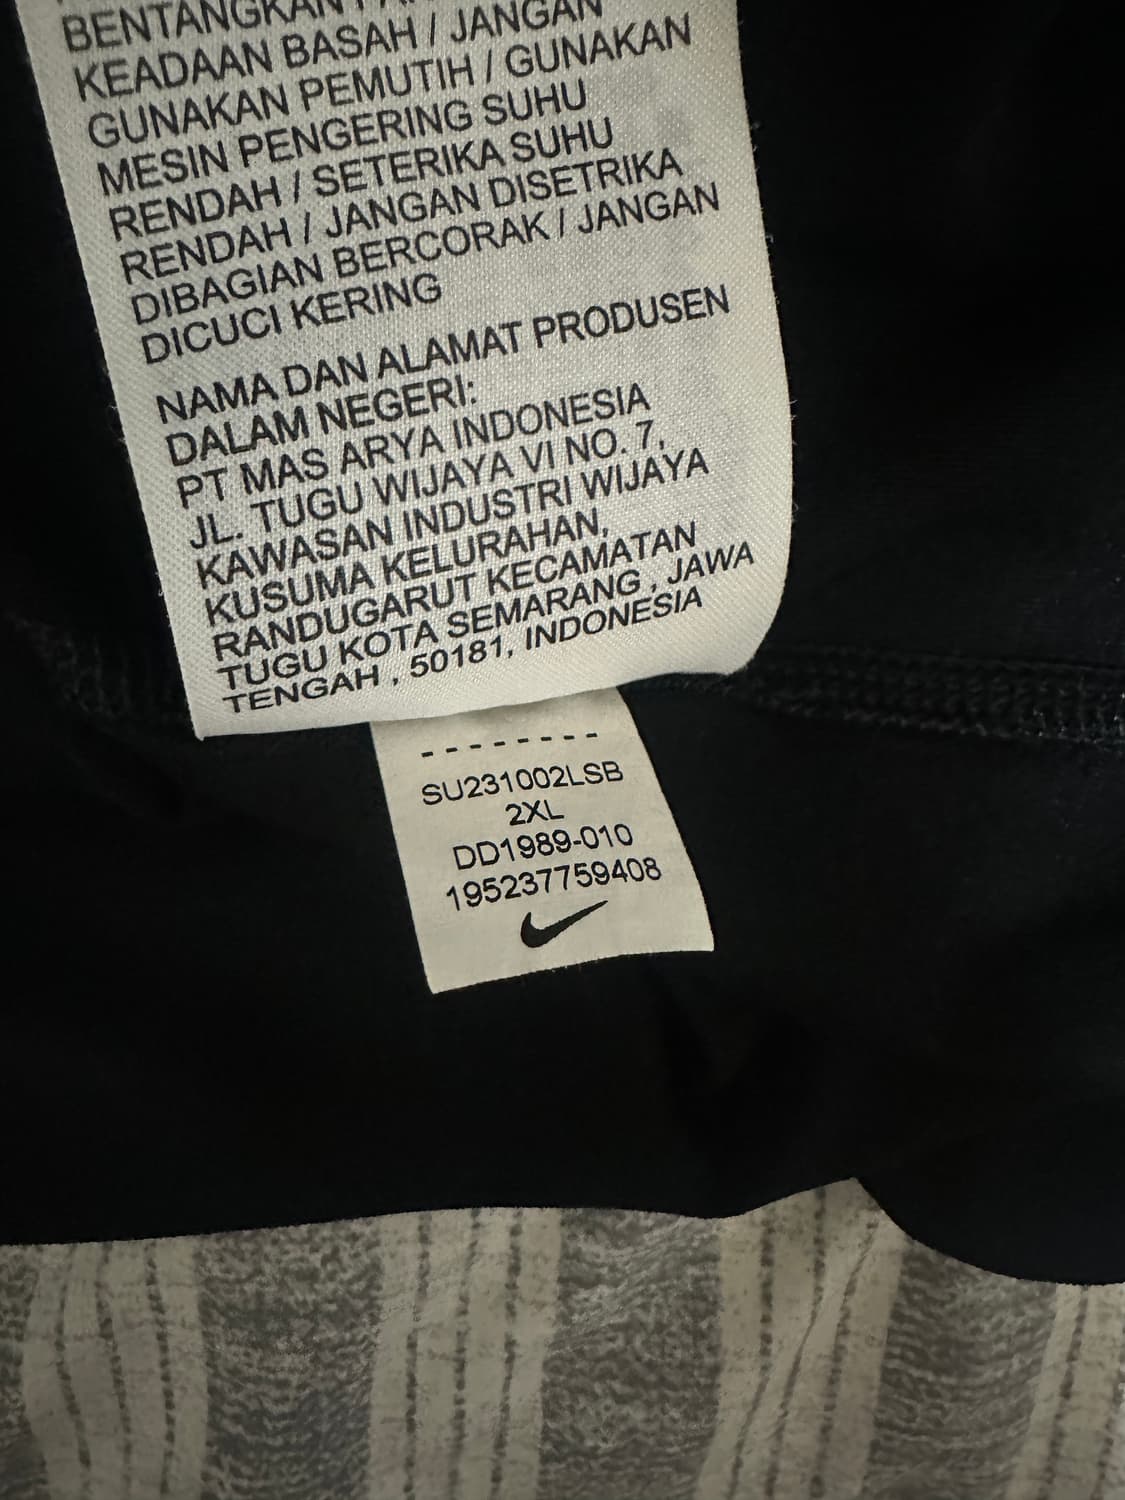 BENTANGKAN
KEADAAN BASAH / JANGAN
GUNAKAN PEMUTIH / GUNAKAN
MESIN PENGERING SUHU
RENDAH / SETERIKA SUHU
RENDAH / JANGAN DISETRIKA
DIBAGIAN BERCORAK / JANGAN
DICUCI KERING
NAMA DAN ALAMAT PRODUSEN
DALAM NEGERI:
PT MAS ARYA INDONESIA
JL. TUGU WIJAYA VI NO. 7,
KAWASAN INDUSTRI WIJAYA
KUSUMA KELURAHAN,
RANDUGARUT KECAMATAN
TUGU KOTA SEMARANG , JAWA
TENGAH , 50181, INDONESIA
--------
SU231002LSB
2XL
DD1989-010
195237759408